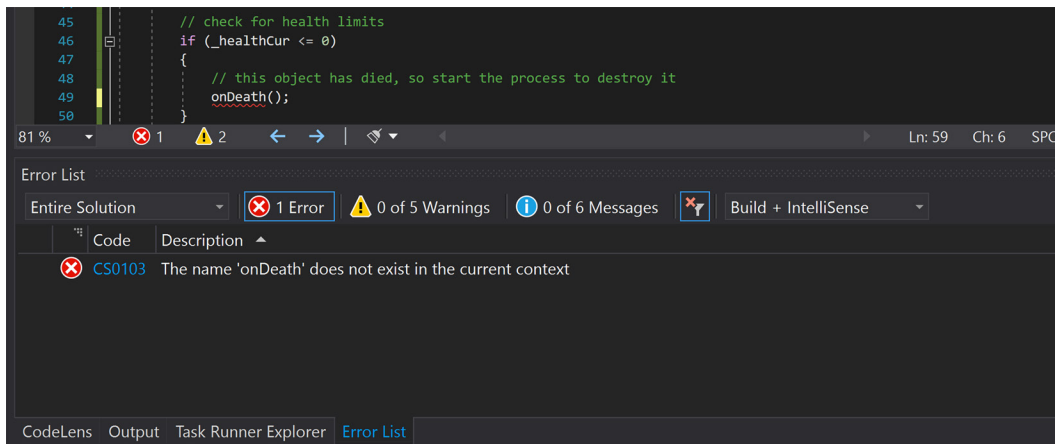 45 // check for health limits
46 if (_healthCur <= 0)
47 {
48 // this object has died, so start the process to destroy it
49 onDeath();
50 }
81 % 1 2 Ln: 59 Ch: 6 SPC
Error List
Entire Solution 1 Error 0 of 5 Warnings 0 of 6 Messages Build + IntelliSense
Code Description
CS0103 The name 'onDeath' does not exist in the current context
CodeLens Output Task Runner Explorer Error List